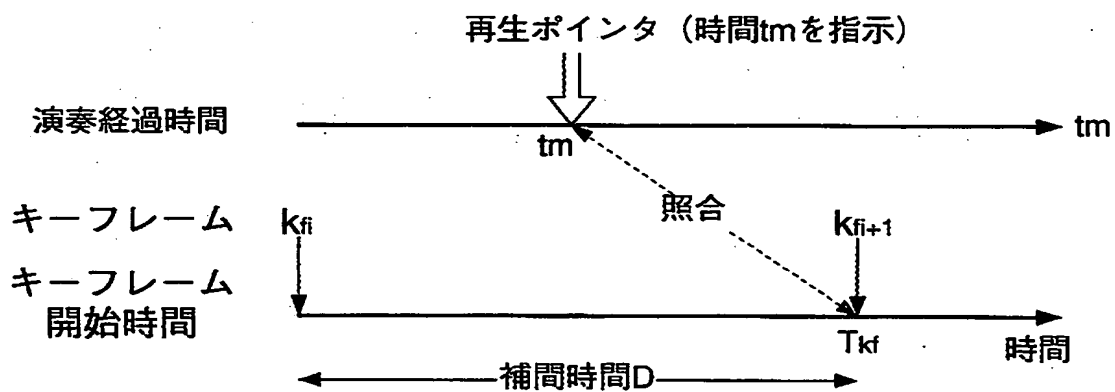 再生ポインタ（時間tmを指示）
演奏経過時間
tm
tm
照合
キーフレーム
kfi
kfi+1
キーフレーム
開始時間
Tkf
時間
補間時間D